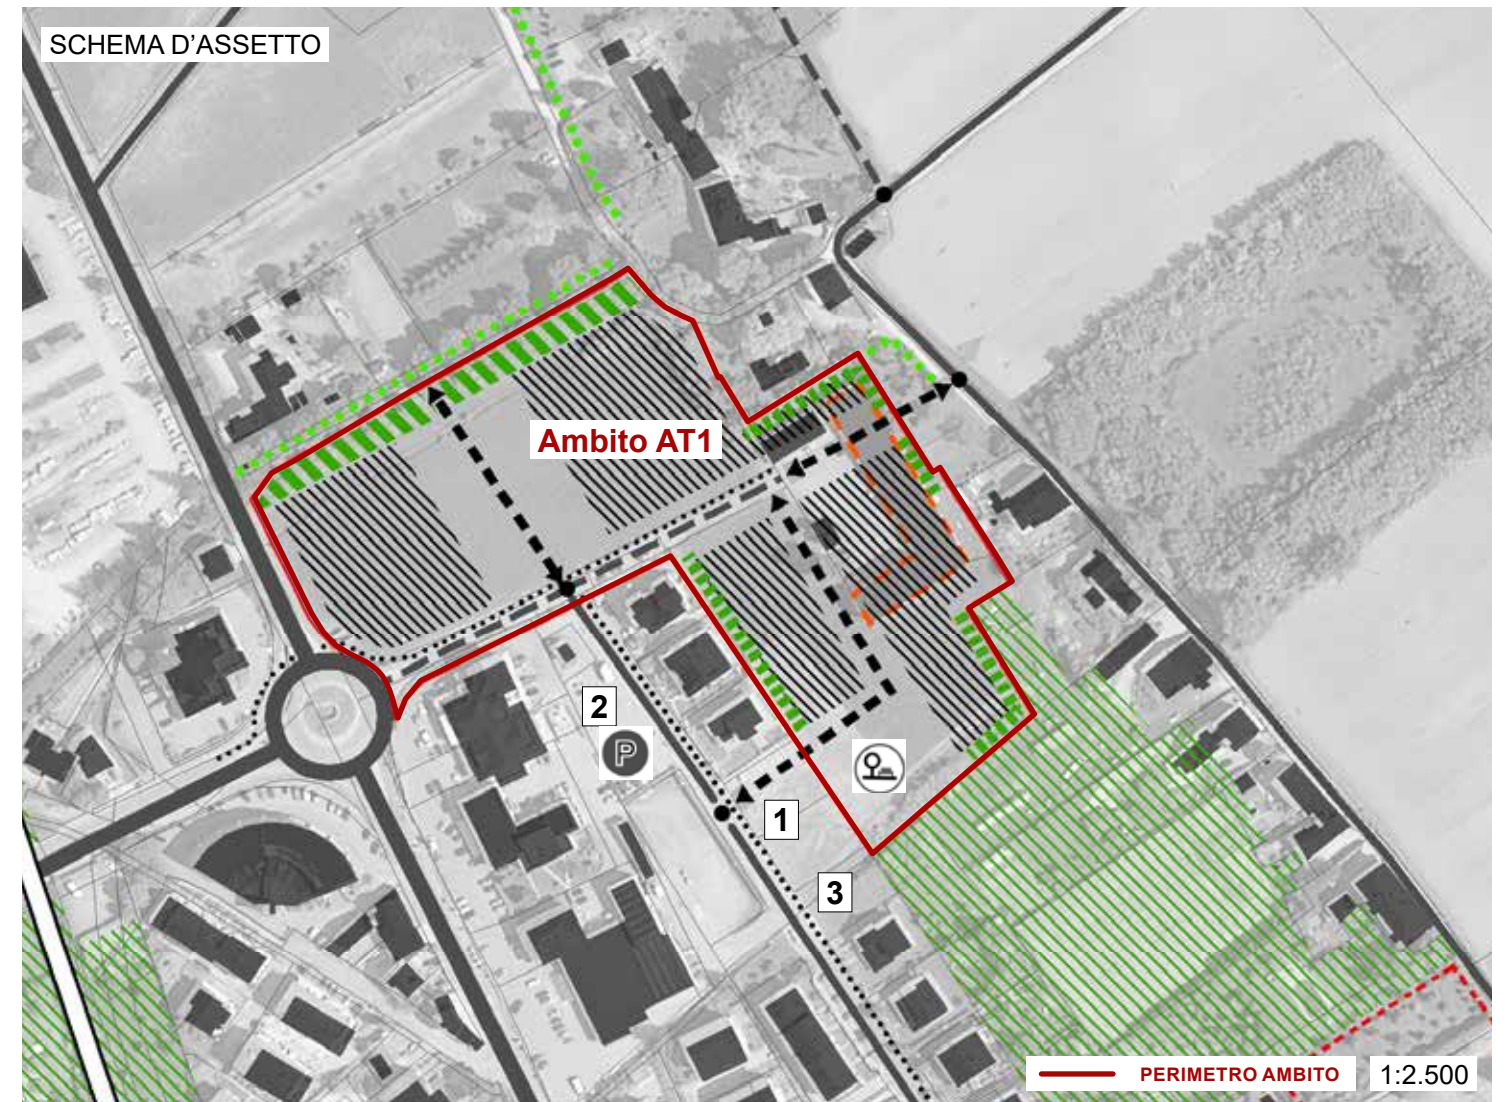 SCHEMA D'ASSETTO
Ambito AT1
2
P
1
3
PERIMETRO AMBITO
1:2.500